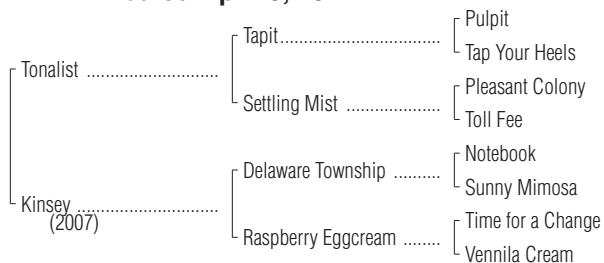 Pulpit
Tapit
Tap Your Heels
Tonalist
Pleasant Colony
Settling Mist
Toll Fee
Notebook
Delaware Township
Sunny Mimosa
Kinsey
(2007)
Time for a Change
Raspberry Eggcream
Vennila Cream